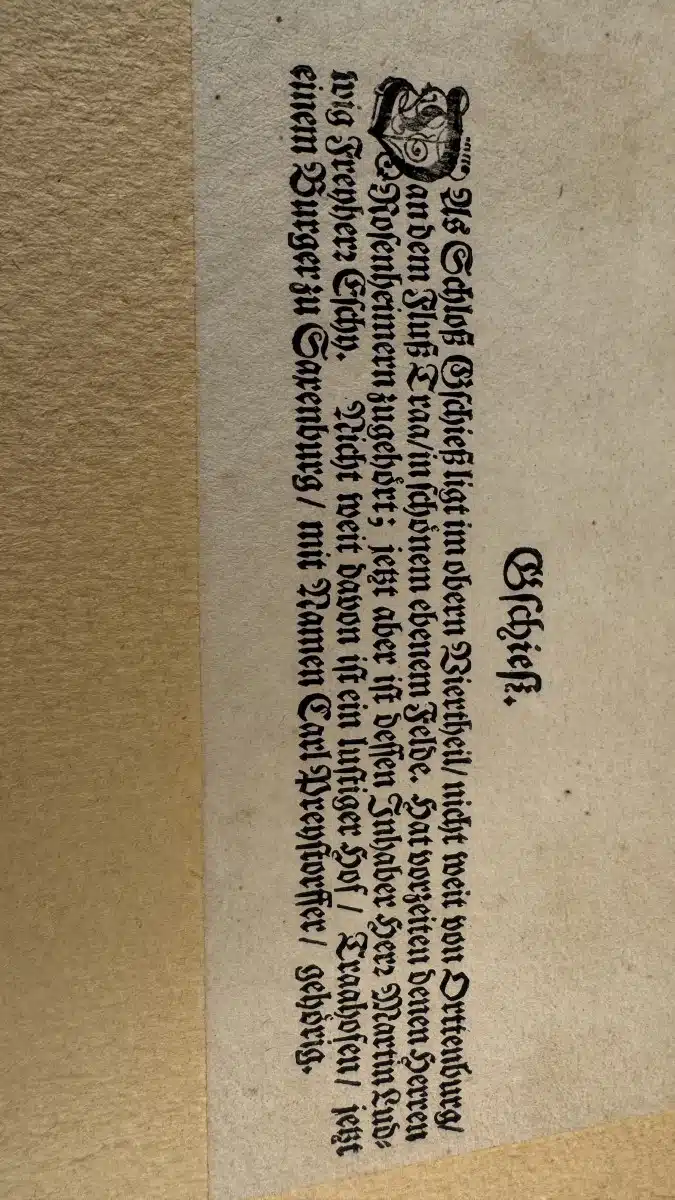 Gſchieß.
DAs Schloß Gſchieß ligt im obern Viertheil/ nicht weit von Orttenburg/
an dem Fluß Traa/ in ſchönem ebenem Felde. Hat vorzeiten denen Herren
Roſenheimern zugehört; jetzt aber iſt deſſen Inhaber Herr Martin Lud⸗
wig Freyherr Eſchy. Nicht weit davon iſt ein luſtiger Hof / Traahofen / jetzt
einem Burger zu Sarenburg / mit Namen Carl Preyſtorffer / gehörig.